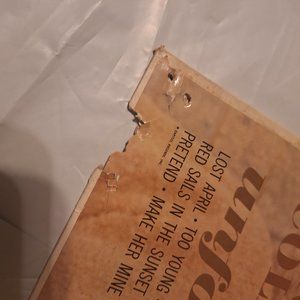 unfo
LOST APRIL • TOO YOUNG
RED SAILS IN THE SUNSET
PRETEND • MAKE HER MINE